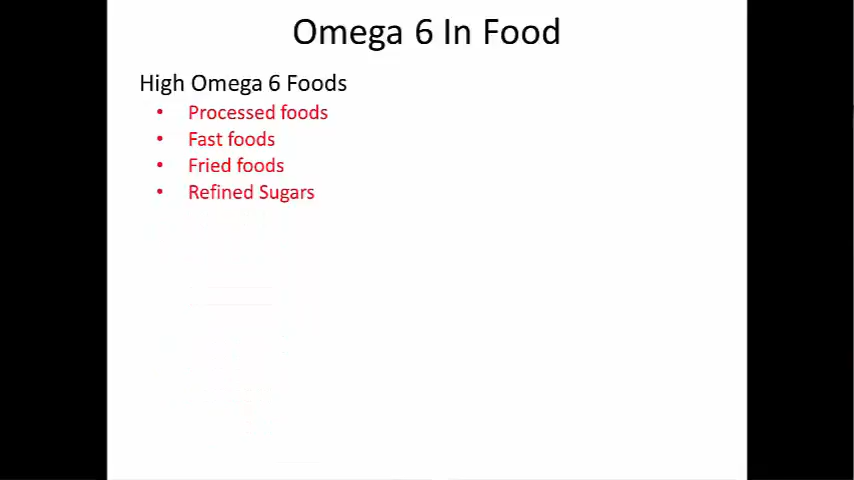 Omega 6 In Food
High Omega 6 Foods
• Processed foods
• Fast foods
• Fried foods
• Refined Sugars